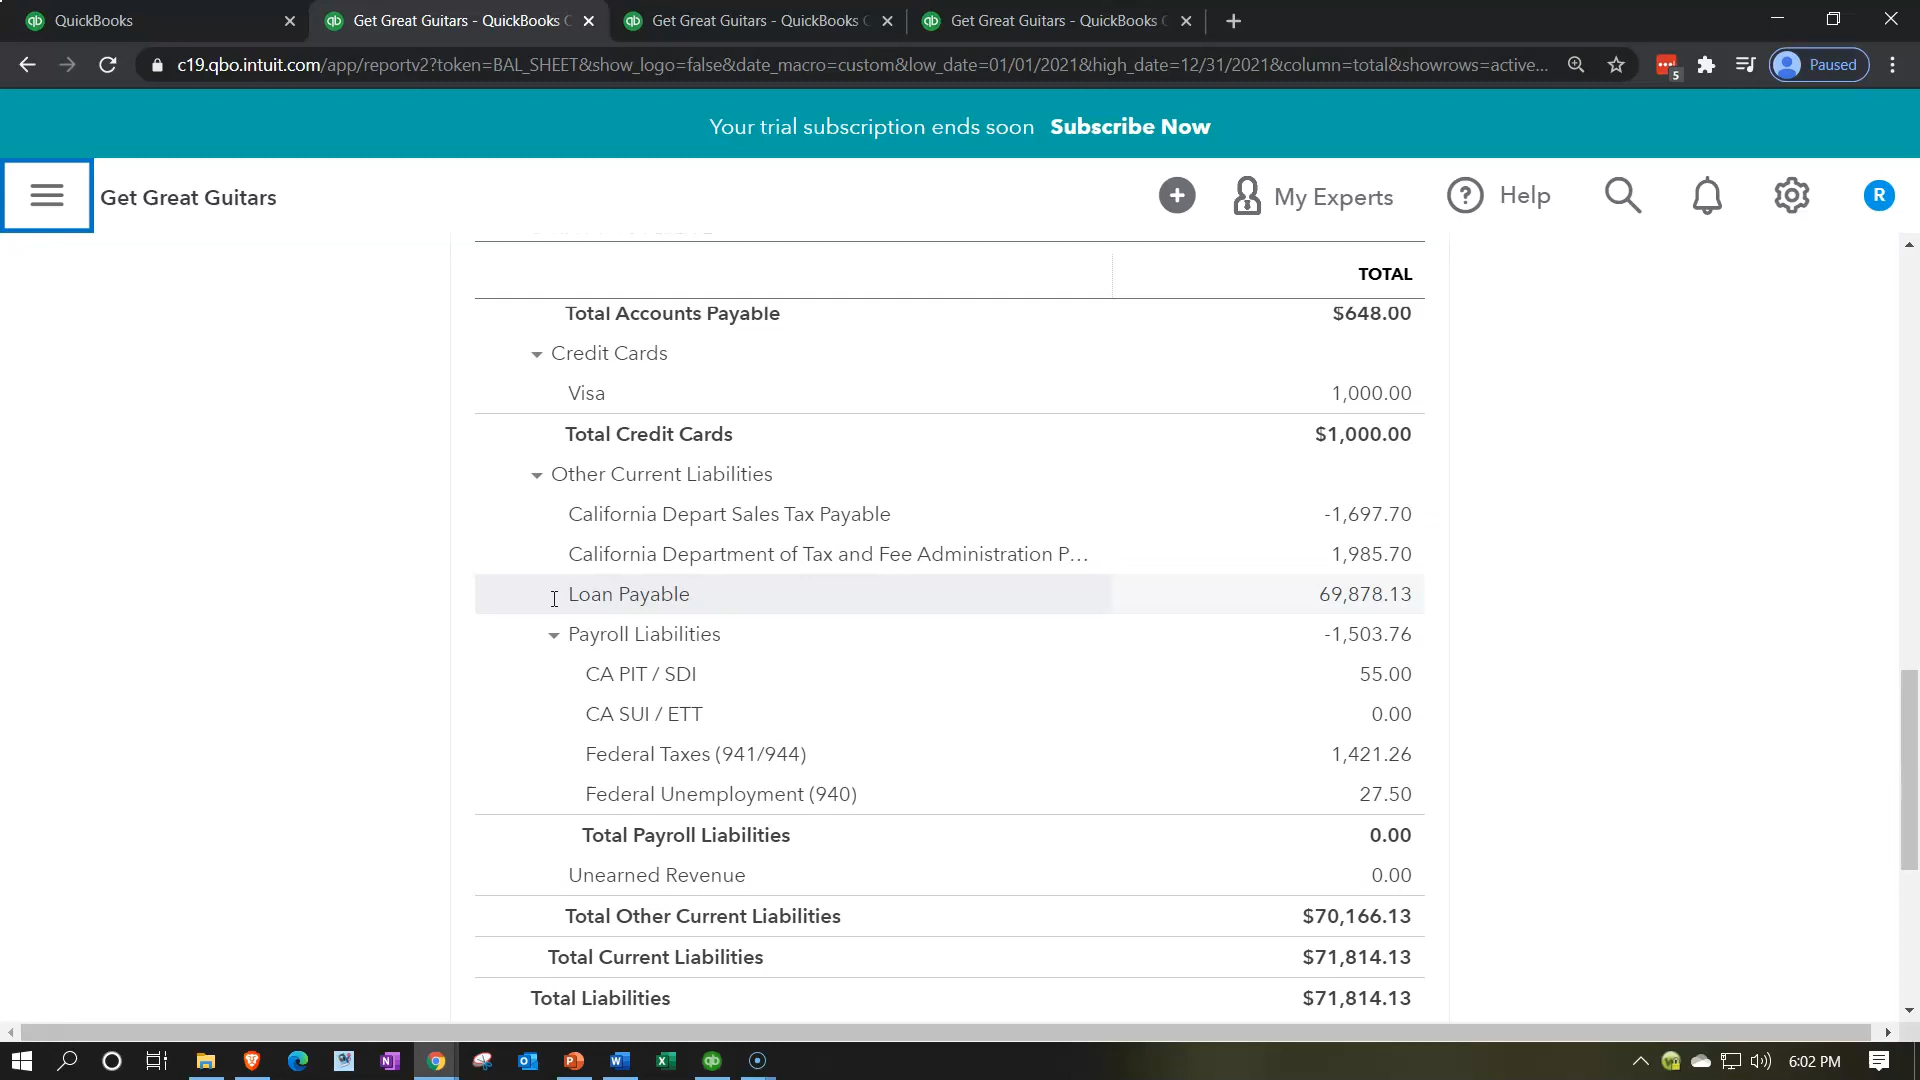 QuickBooks
Get Great Guitars - QuickBooks
Get Great Guitars - QuickBooks
Get Great Guitars - QuickBooks
c19.qbo.intuit.com/app/reportv2?token=BAL_SHEET&show_logo=false&date_macro=custom&low_date=01/01/2021&high_date=12/31/2021&column=total&showrows=active...
5
Paused
Your trial subscription ends soon Subscribe Now
Get Great Guitars
My Experts
Help
R
TOTAL
Total Accounts Payable $648.00
Credit Cards
Visa 1,000.00
Total Credit Cards $1,000.00
Other Current Liabilities
California Depart Sales Tax Payable -1,697.70
California Department of Tax and Fee Administration P... 1,985.70
Loan Payable 69,878.13
Payroll Liabilities -1,503.76
CA PIT / SDI 55.00
CA SUI / ETT 0.00
Federal Taxes (941/944) 1,421.26
Federal Unemployment (940) 27.50
Total Payroll Liabilities 0.00
Unearned Revenue 0.00
Total Other Current Liabilities $70,166.13
Total Current Liabilities $71,814.13
Total Liabilities $71,814.13
6:02 PM